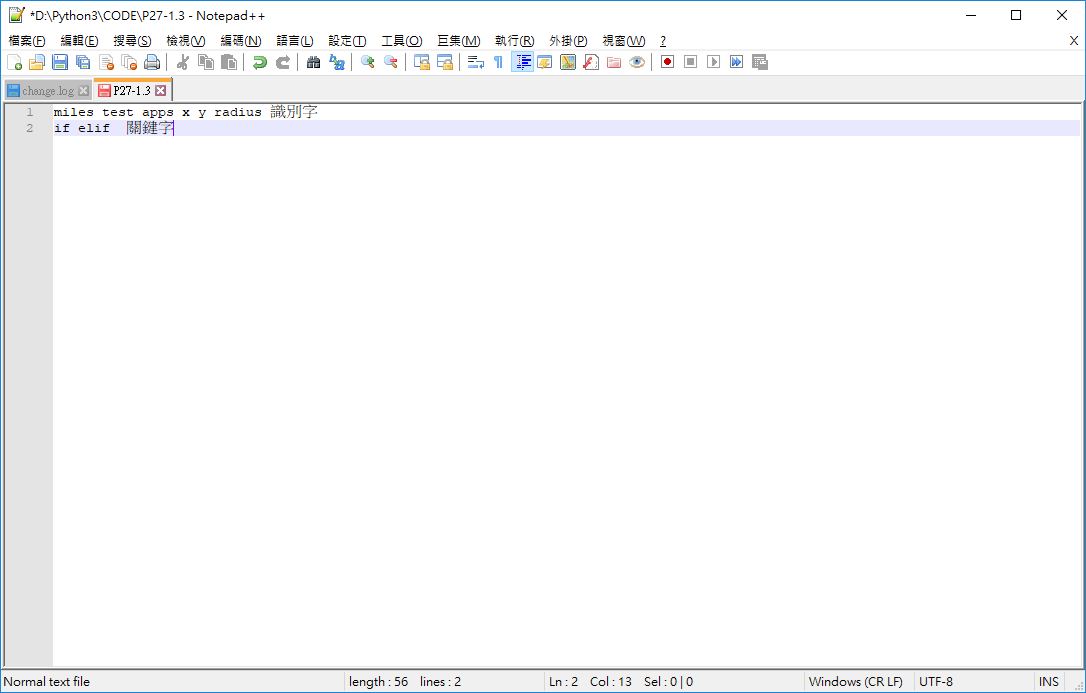 *D:\Python3\CODE\P27-1.3 - Notepad++
檔案(F) 編輯(E) 搜尋(S) 檢視(V) 編碼(N) 語言(L) 設定(T) 工具(O) 巨集(M) 執行(R) 外掛(P) 視窗(W) ? X
change.log P27-1.3
1 miles test apps x y radius 識別字
2 if elif 關鍵字
Normal text file length : 56 lines : 2 Ln : 2 Col : 13 Sel : 0 | 0 Windows (CR LF) UTF-8 INS